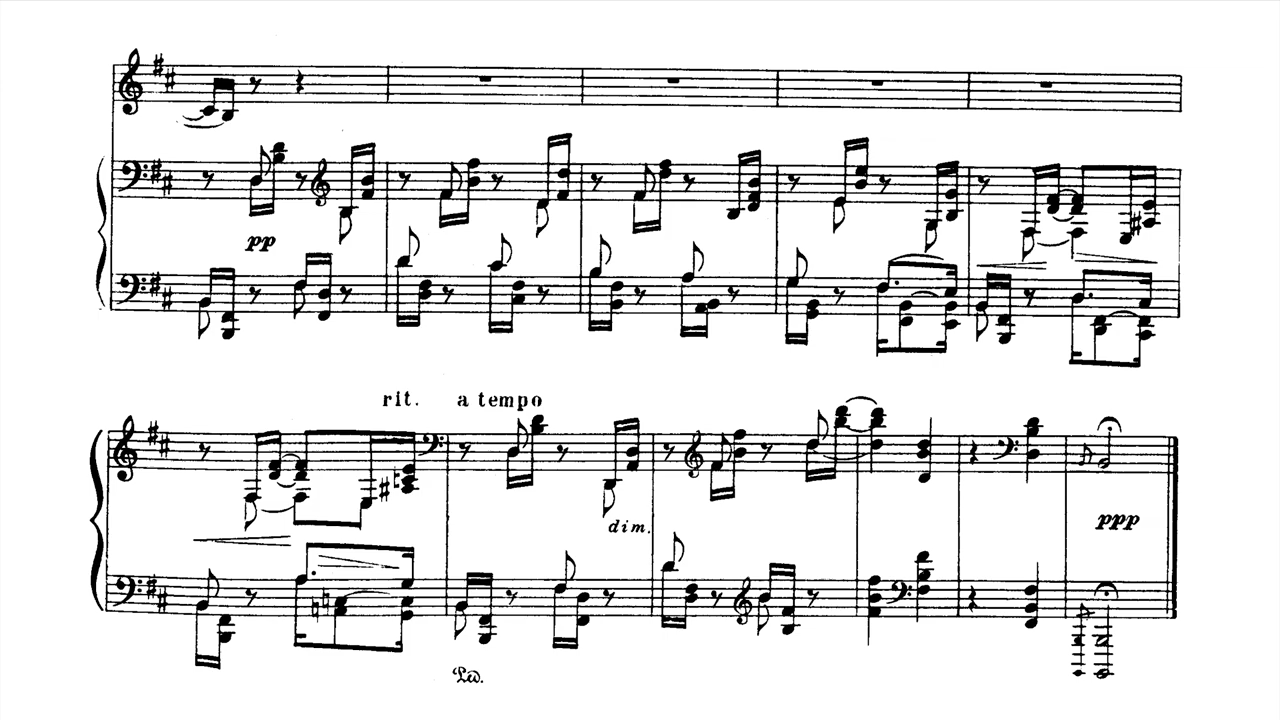 pp
rit. a tempo
dim.
ppp
Ped.